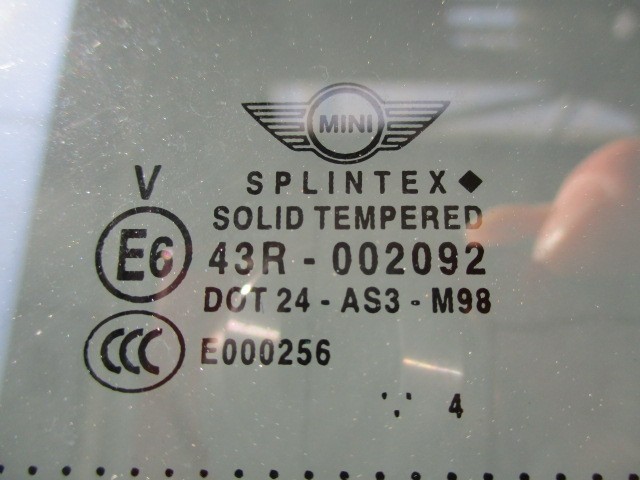 MINI
SPLINTEX
V
SOLID TEMPERED
E6 43R - 002092
DOT 24 - AS3 - M98
CCC E000256
4